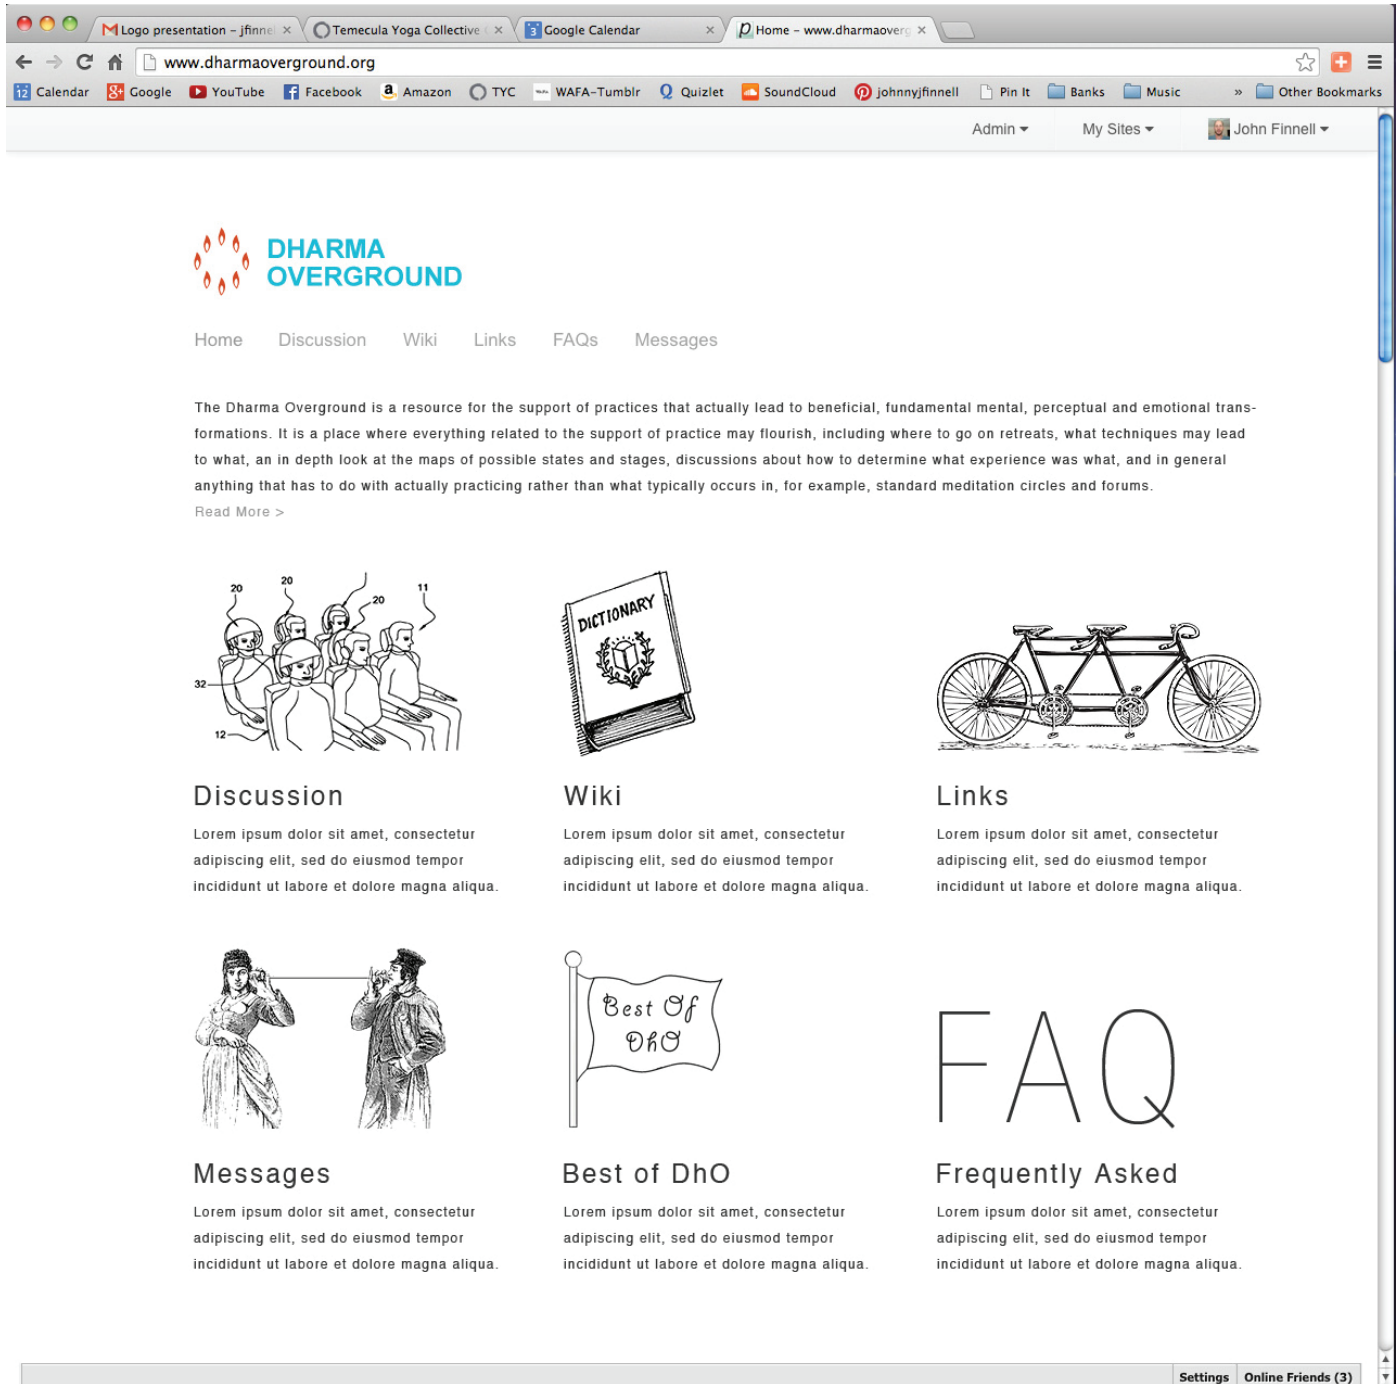 Logo presentation – jfinne
Temecula Yoga Collective
3 Google Calendar
Home – www.dharmaoverg
www.dharmaoverground.org
12 Calendar
Google
YouTube
Facebook
Amazon
TYC
WAFA-Tumblr
Quizlet
SoundCloud
johnnyjfinnell
Pin It
Banks
Music
»
Other Bookmarks
Admin
My Sites
John Finnell
DHARMA
OVERGROUND
Home Discussion Wiki Links FAQs Messages
The Dharma Overground is a resource for the support of practices that actually lead to beneficial, fundamental mental, perceptual and emotional trans-
formations. It is a place where everything related to the support of practice may flourish, including where to go on retreats, what techniques may lead
to what, an in depth look at the maps of possible states and stages, discussions about how to determine what experience was what, and in general
anything that has to do with actually practicing rather than what typically occurs in, for example, standard meditation circles and forums.
Read More >
20
20
20
11
32
12
DICTIONARY
Discussion
Lorem ipsum dolor sit amet, consectetur
adipiscing elit, sed do eiusmod tempor
incididunt ut labore et dolore magna aliqua.
Wiki
Lorem ipsum dolor sit amet, consectetur
adipiscing elit, sed do eiusmod tempor
incididunt ut labore et dolore magna aliqua.
Links
Lorem ipsum dolor sit amet, consectetur
adipiscing elit, sed do eiusmod tempor
incididunt ut labore et dolore magna aliqua.
Best Of
DhO
FAQ
Messages
Lorem ipsum dolor sit amet, consectetur
adipiscing elit, sed do eiusmod tempor
incididunt ut labore et dolore magna aliqua.
Best of DhO
Lorem ipsum dolor sit amet, consectetur
adipiscing elit, sed do eiusmod tempor
incididunt ut labore et dolore magna aliqua.
Frequently Asked
Lorem ipsum dolor sit amet, consectetur
adipiscing elit, sed do eiusmod tempor
incididunt ut labore et dolore magna aliqua.
Settings
Online Friends (3)